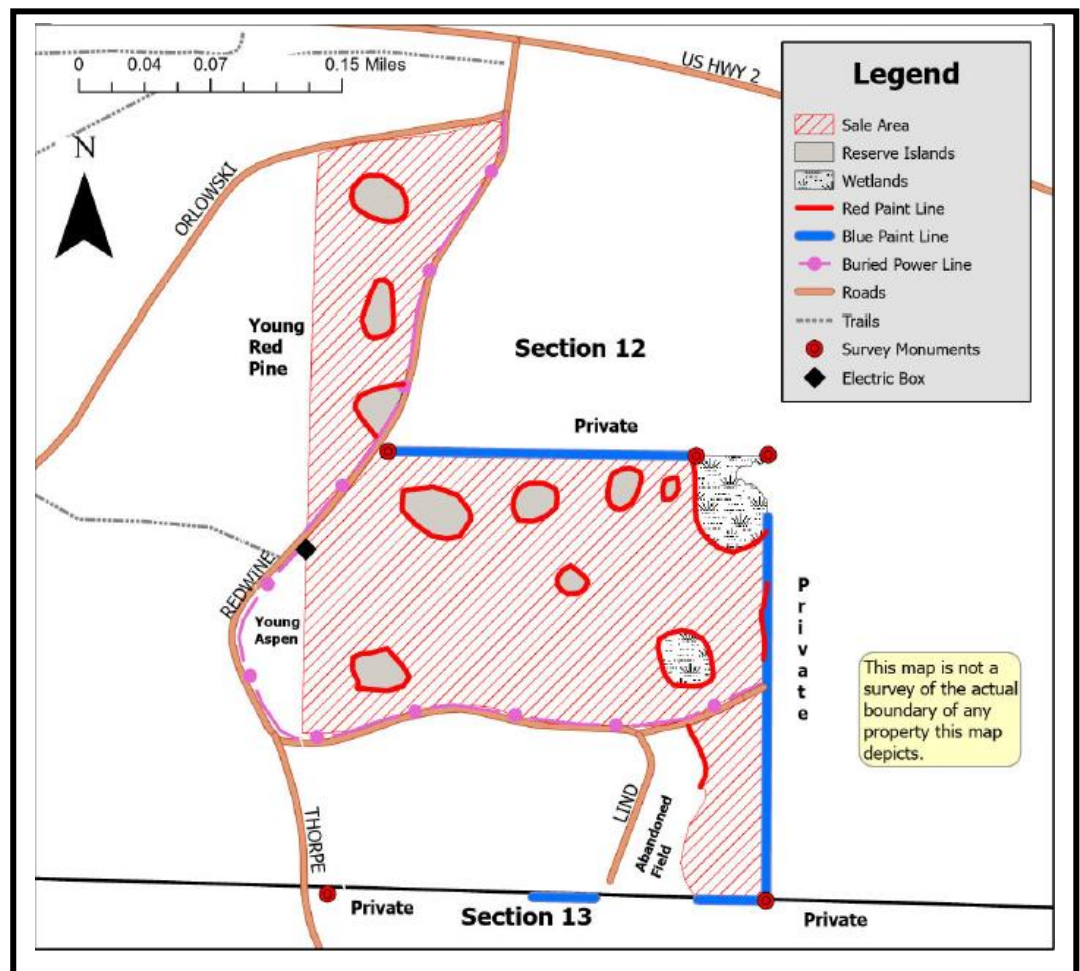 0 0.04 0.07 0.15 Miles
N
US HWY 2
ORLOWSKI
Legend
Sale Area
Reserve Islands
Wetlands
Red Paint Line
Blue Paint Line
Buried Power Line
Roads
Trails
Survey Monuments
Electric Box
Young
Red
Pine
Section 12
Private
REDWINE
Young
Aspen
Private
This map is not a
survey of the actual
boundary of any
property this map
depicts.
THORPE
LIND
Abandoned
Field
Private
Section 13
Private